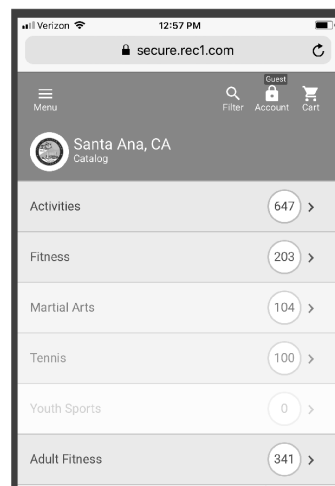 Verizon 12:57 PM
secure.rec1.com
Guest
Menu Filter Account Cart
Santa Ana, CA
Catalog
Activities 647
Fitness 203
Martial Arts 104
Tennis 100
Youth Sports 0
Adult Fitness 341